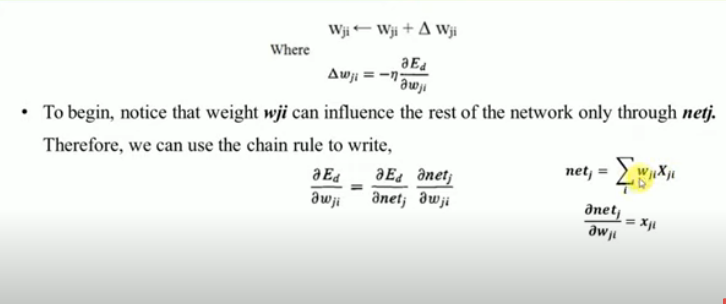 Wji ← Wji + Δ Wji
Where
Δwji = −η ∂Ed / ∂wji
• To begin, notice that weight wji can influence the rest of the network only through netj.
Therefore, we can use the chain rule to write,
∂Ed / ∂wji = ∂Ed / ∂netj ∂netj / ∂wji
netj = ∑i wjiXji
∂netj / ∂wji = xji